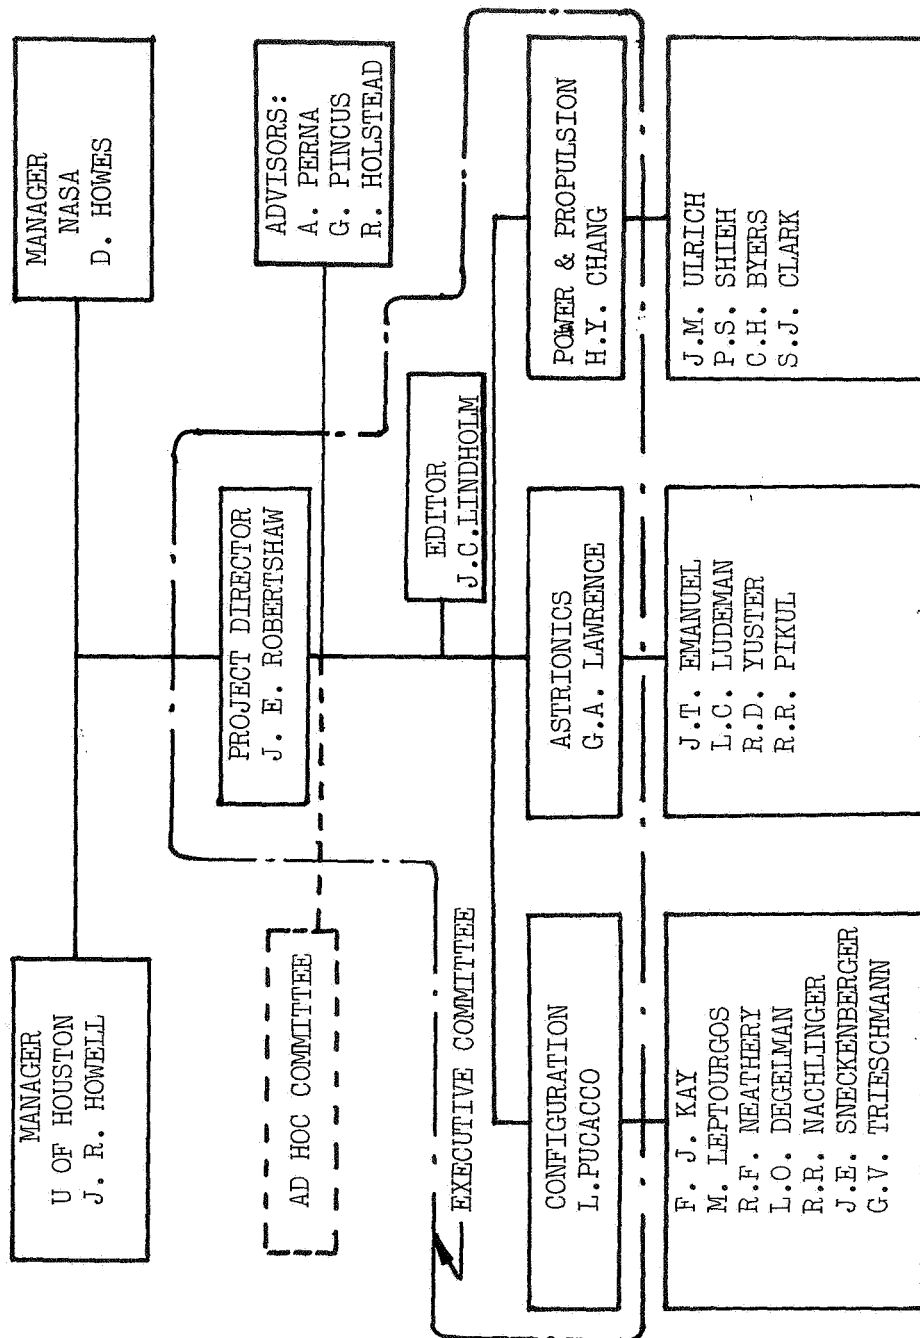 MANAGER
U OF HOUSTON
J. R. HOWELL
MANAGER
NASA
D. HOWES
PROJECT DIRECTOR
J. E. ROBERTSHAW
AD HOC COMMITTEE
ADVISORS:
A. PERNA
G. PINCUS
R. HOLSTEAD
EXECUTIVE COMMITTEE
EDITOR
J.C.LINDHOLM
CONFIGURATION
L.PUCACCO
ASTRIONICS
G.A. LAWRENCE
POWER & PROPULSION
H.Y. CHANG
F. J. KAY
M. LEPTOURGOS
R.F. NEATHERY
L.O. DEGELMAN
R.R. NACHLINGER
J.E. SNECKENBERGER
G.V. TRIESCHMANN
J.T. EMANUEL
L.C. LUDEMAN
R.D. YUSTER
R.R. PIKUL
J.M. ULRICH
P.S. SHIEH
C.H. BYERS
S.J. CLARK